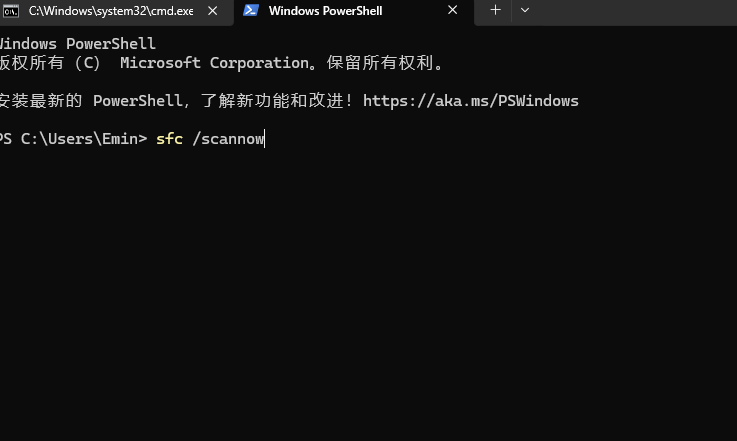 C:\Windows\system32\cmd.exe
Windows PowerShell
Windows PowerShell
版权所有（C） Microsoft Corporation。保留所有权利。
安装最新的 PowerShell，了解新功能和改进！https://aka.ms/PSWindows
PS C:\Users\Emin> sfc /scannow